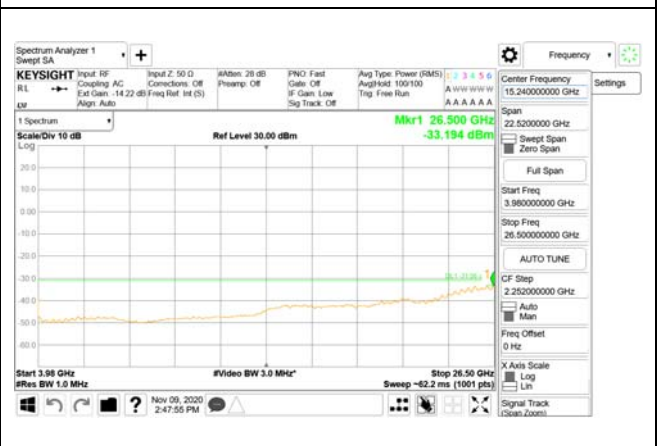 Spectrum Analyzer 1
Swept SA
Frequency
KEYSIGHT
RL
Input: RF
Coupling: AC
Ext Gain: -14.22 dB
Align: Auto
Input Z: 50 Ω
Corrections: Off
Freq Ref: Int (S)
#Atten: 28 dB
Preamp: Off
PNO: Fast
Gate: Off
IF Gain: Low
Sig Track: Off
Avg Type: Power (RMS)
Avg|Hold: 100/100
Trig: Free Run
1 2 3 4 5 6
A W W W W W
A A A A A A
1 Spectrum
Scale/Div 10 dB
Log
Ref Level 30.00 dBm
Mkr1 26.500 GHz
-33.194 dBm
20.0
10.0
0.00
-10.0
-20.0
-30.0
-40.0
-50.0
-60.0
1
Start 3.98 GHz
#Res BW 1.0 MHz
#Video BW 3.0 MHz*
Stop 26.50 GHz
Sweep ~62.2 ms (1001 pts)
Nov 09, 2020
2:47:55 PM
Center Frequency
15.240000000 GHz
Settings
Span
22.5200000 GHz
Swept Span
Zero Span
Full Span
Start Freq
3.980000000 GHz
Stop Freq
26.500000000 GHz
AUTO TUNE
CF Step
2.252000000 GHz
Auto
Man
Freq Offset
0 Hz
X Axis Scale
Log
Lin
Signal Track
(Span Zoom)